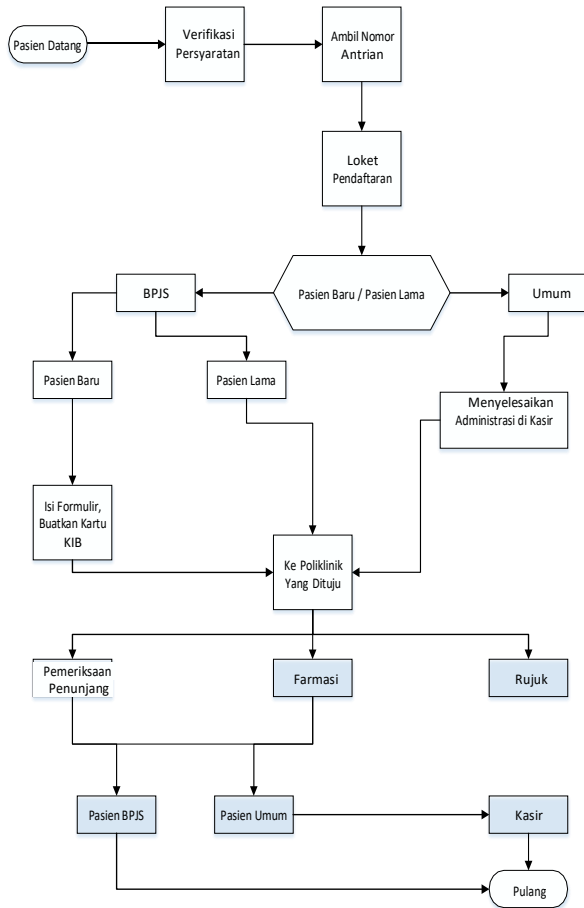 Pasien Datang
Verifikasi
Persyaratan
Ambil Nomor
Antrian
Loket
Pendaftaran
BPJS
Pasien Baru / Pasien Lama
Umum
Pasien Baru
Pasien Lama
Menyelesaikan
Administrasi di Kasir
Isi Formulir,
Buatkan Kartu
KIB
Ke Poliklinik
Yang Dituju
Pemeriksaan
Penunjang
Farmasi
Rujuk
Pasien BPJS
Pasien Umum
Kasir
Pulang